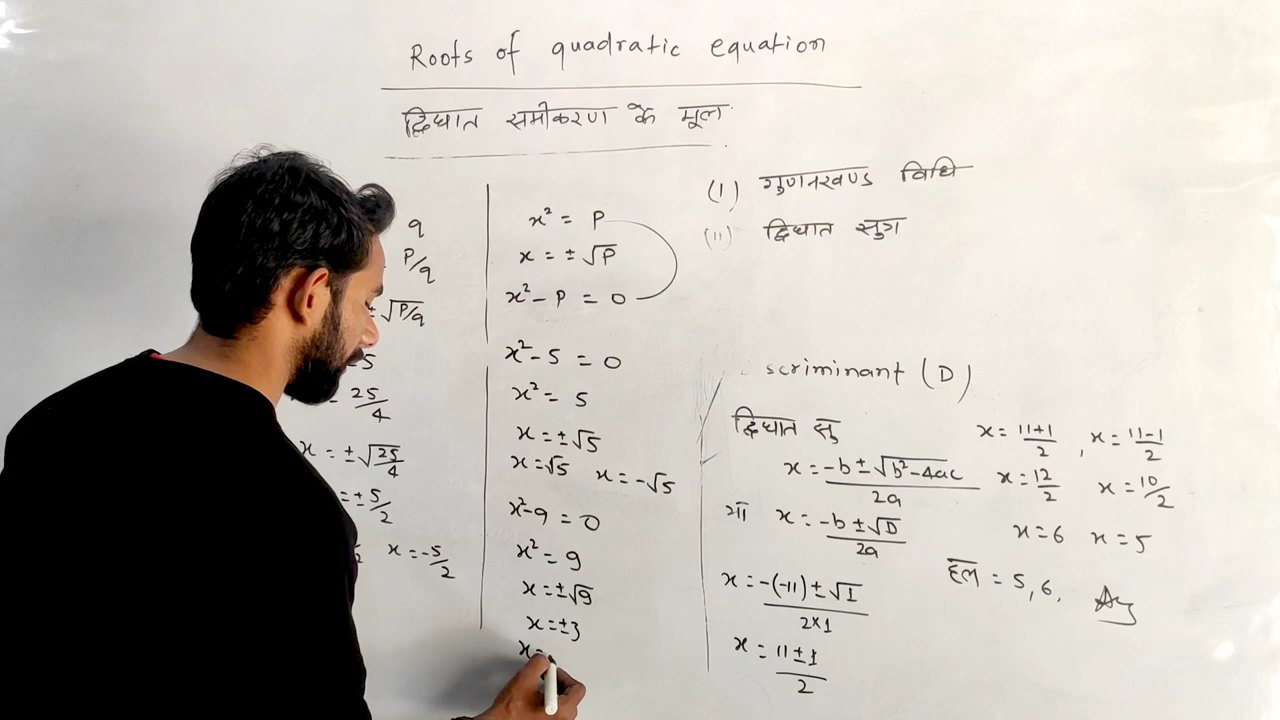 Roots of quadratic equation
द्विघात समीकरण के मूल
q
P/q
± √P/q
5
25/4
x = ± √25/4
= ± 5/2
x = -5/2
x² = P
x = ± √P
x² - P = 0
x² - 5 = 0
x² = 5
x = ± √5
x = √5 x = -√5
x² - 9 = 0
x² = 9
x = ± √9
x = ± 3
x =
(I) गुणनखण्ड विधि
(II) द्विघात सुत्र
scriminant (D)
द्विघात सु
x = -b ± √b² - 4ac / 2a
याँ x = -b ± √D / 2a
x = -(-11) ± √1 / 2×1
x = 11 ± 1 / 2
x = 11+1 / 2 , x = 11-1 / 2
x = 12/2 x = 10/2
x = 6 x = 5
हल = 5, 6,